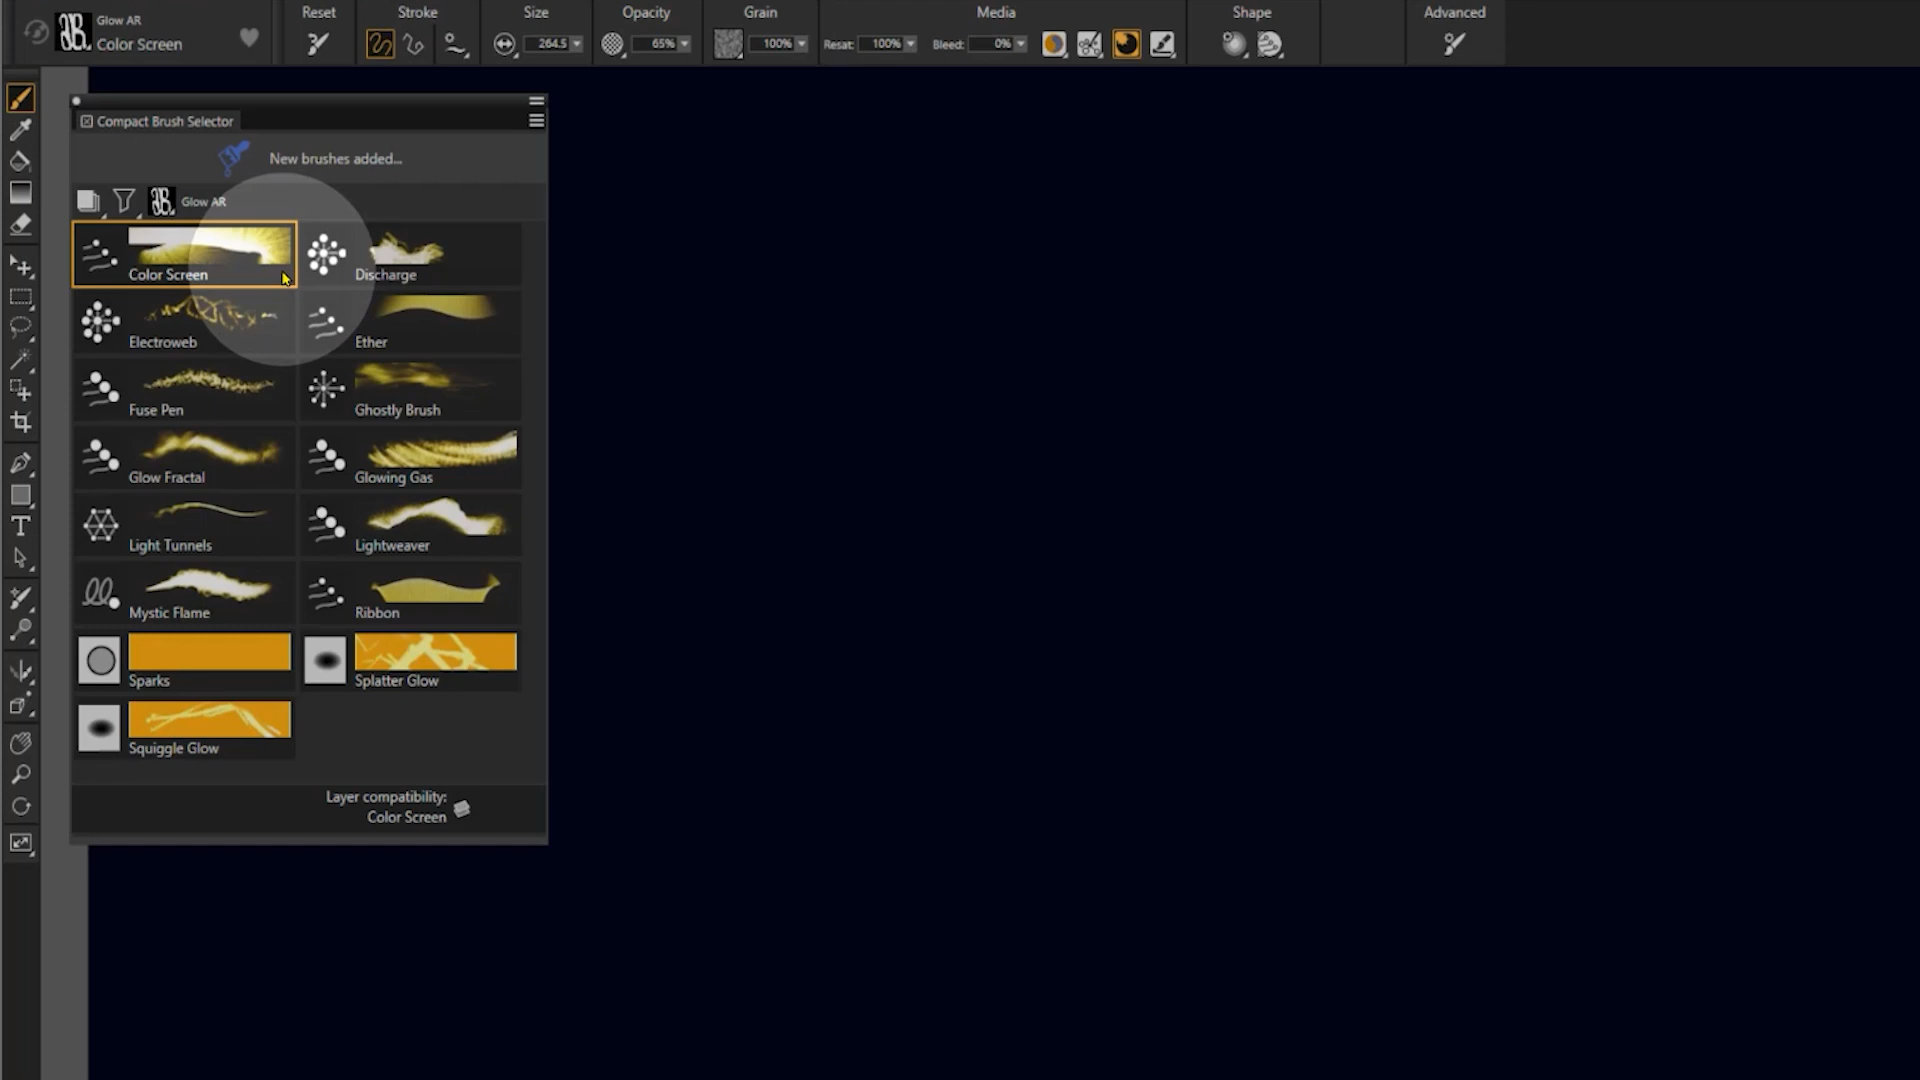 Glow AR
Color Screen
Reset
Stroke
Size
264.5
Opacity
65%
Grain
100%
Media
Resat: 100%
Bleed: 0%
Shape
Advanced
Compact Brush Selector
New brushes added...
Glow AR
Color Screen
Discharge
Electroweb
Ether
Fuse Pen
Ghostly Brush
Glow Fractal
Glowing Gas
Light Tunnels
Lightweaver
Mystic Flame
Ribbon
Sparks
Splatter Glow
Squiggle Glow
Layer compatibility:
Color Screen